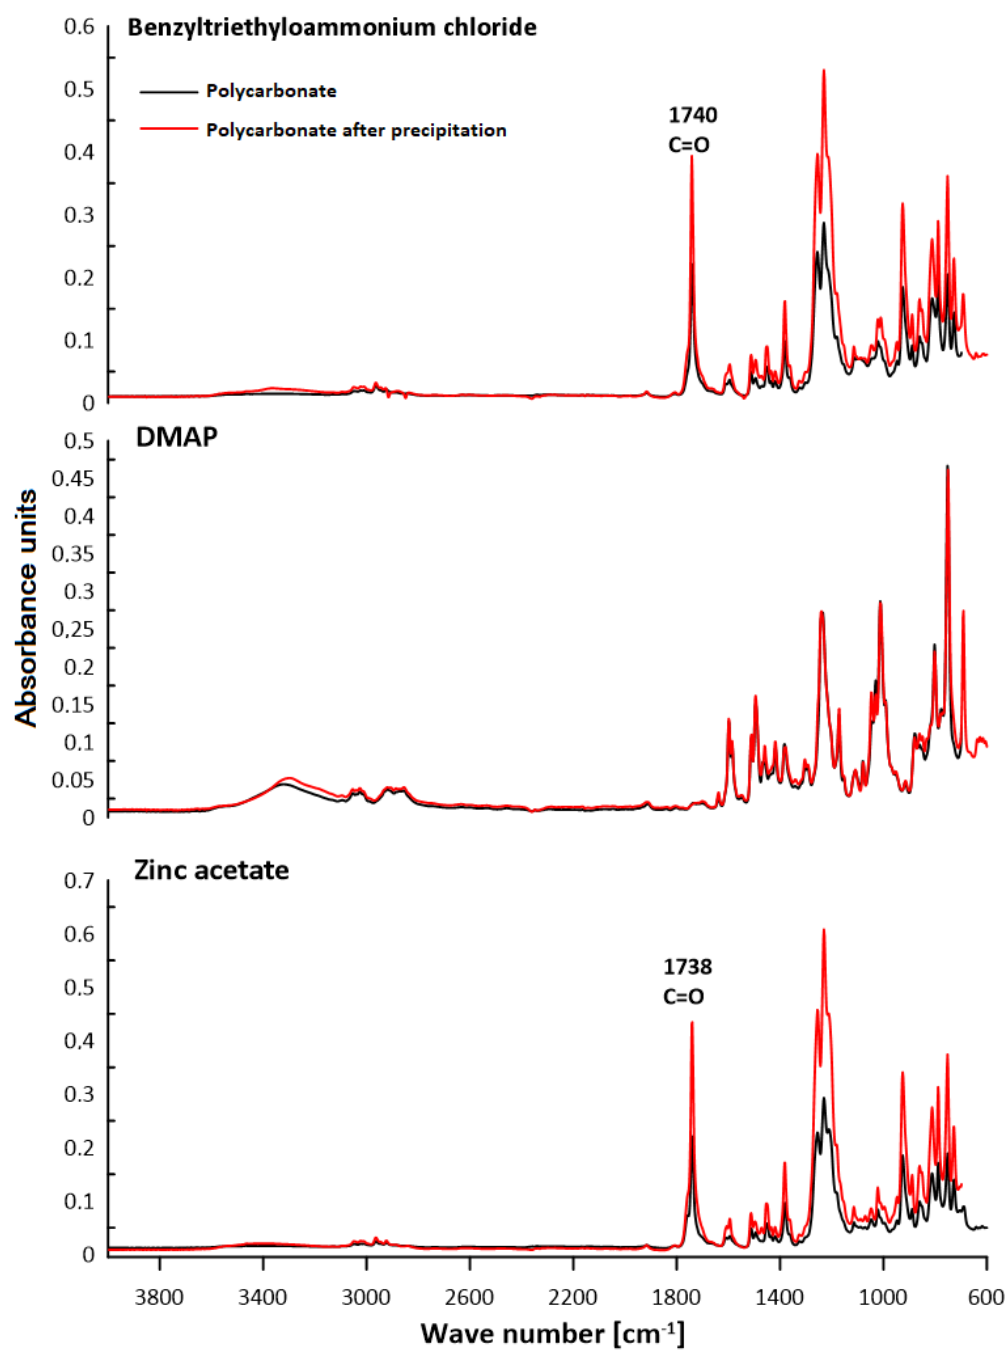 Benzyltriethyloammonium chloride
Polycarbonate
Polycarbonate after precipitation
1740
C=O
0.6
0.5
0.4
0.3
0.2
0.1
0
DMAP
0.5
0.45
0.4
0.35
0.3
0,25
0.2
0.15
0.1
0.05
0
Absorbance units
Zinc acetate
1738
C=O
0.7
0.6
0.5
0.4
0.3
0.2
0.1
0
3800 3400 3000 2600 2200 1800 1400 1000 600
Wave number [cm⁻¹]